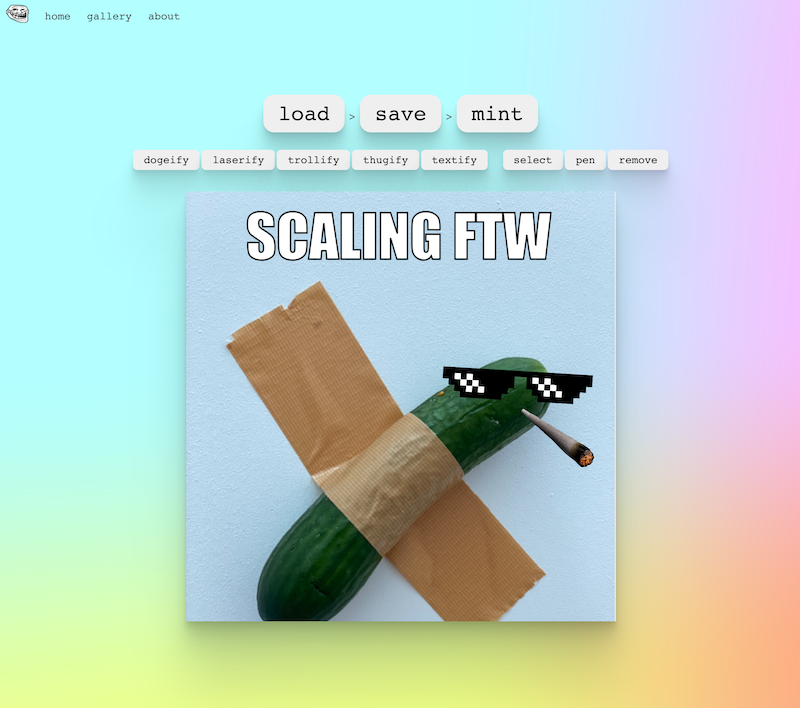 home gallery about
load > save > mint
dogeify laserify trollify thugify textify select pen remove
SCALING FTW